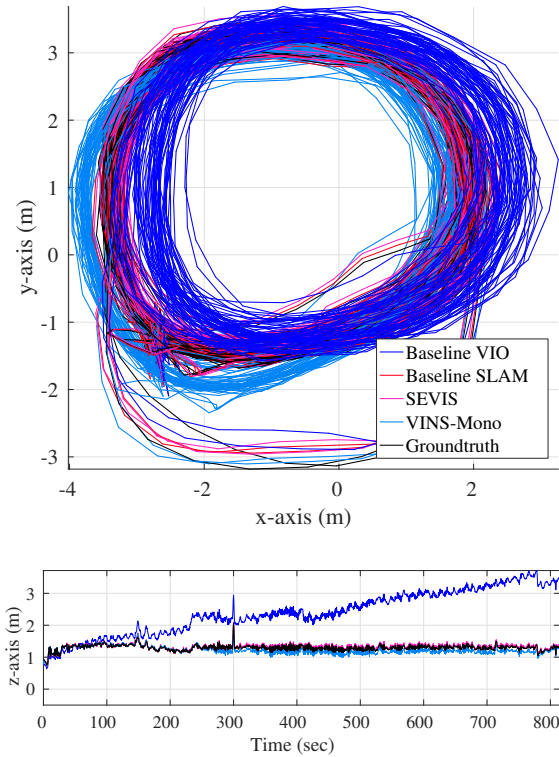 3
2
1
0
-1
-2
-3
y-axis (m)
Baseline VIO
Baseline SLAM
SEVIS
VINS-Mono
Groundtruth
-4 -2 0 2
x-axis (m)
3
2
1
0
z-axis (m)
0 100 200 300 400 500 600 700 800
Time (sec)